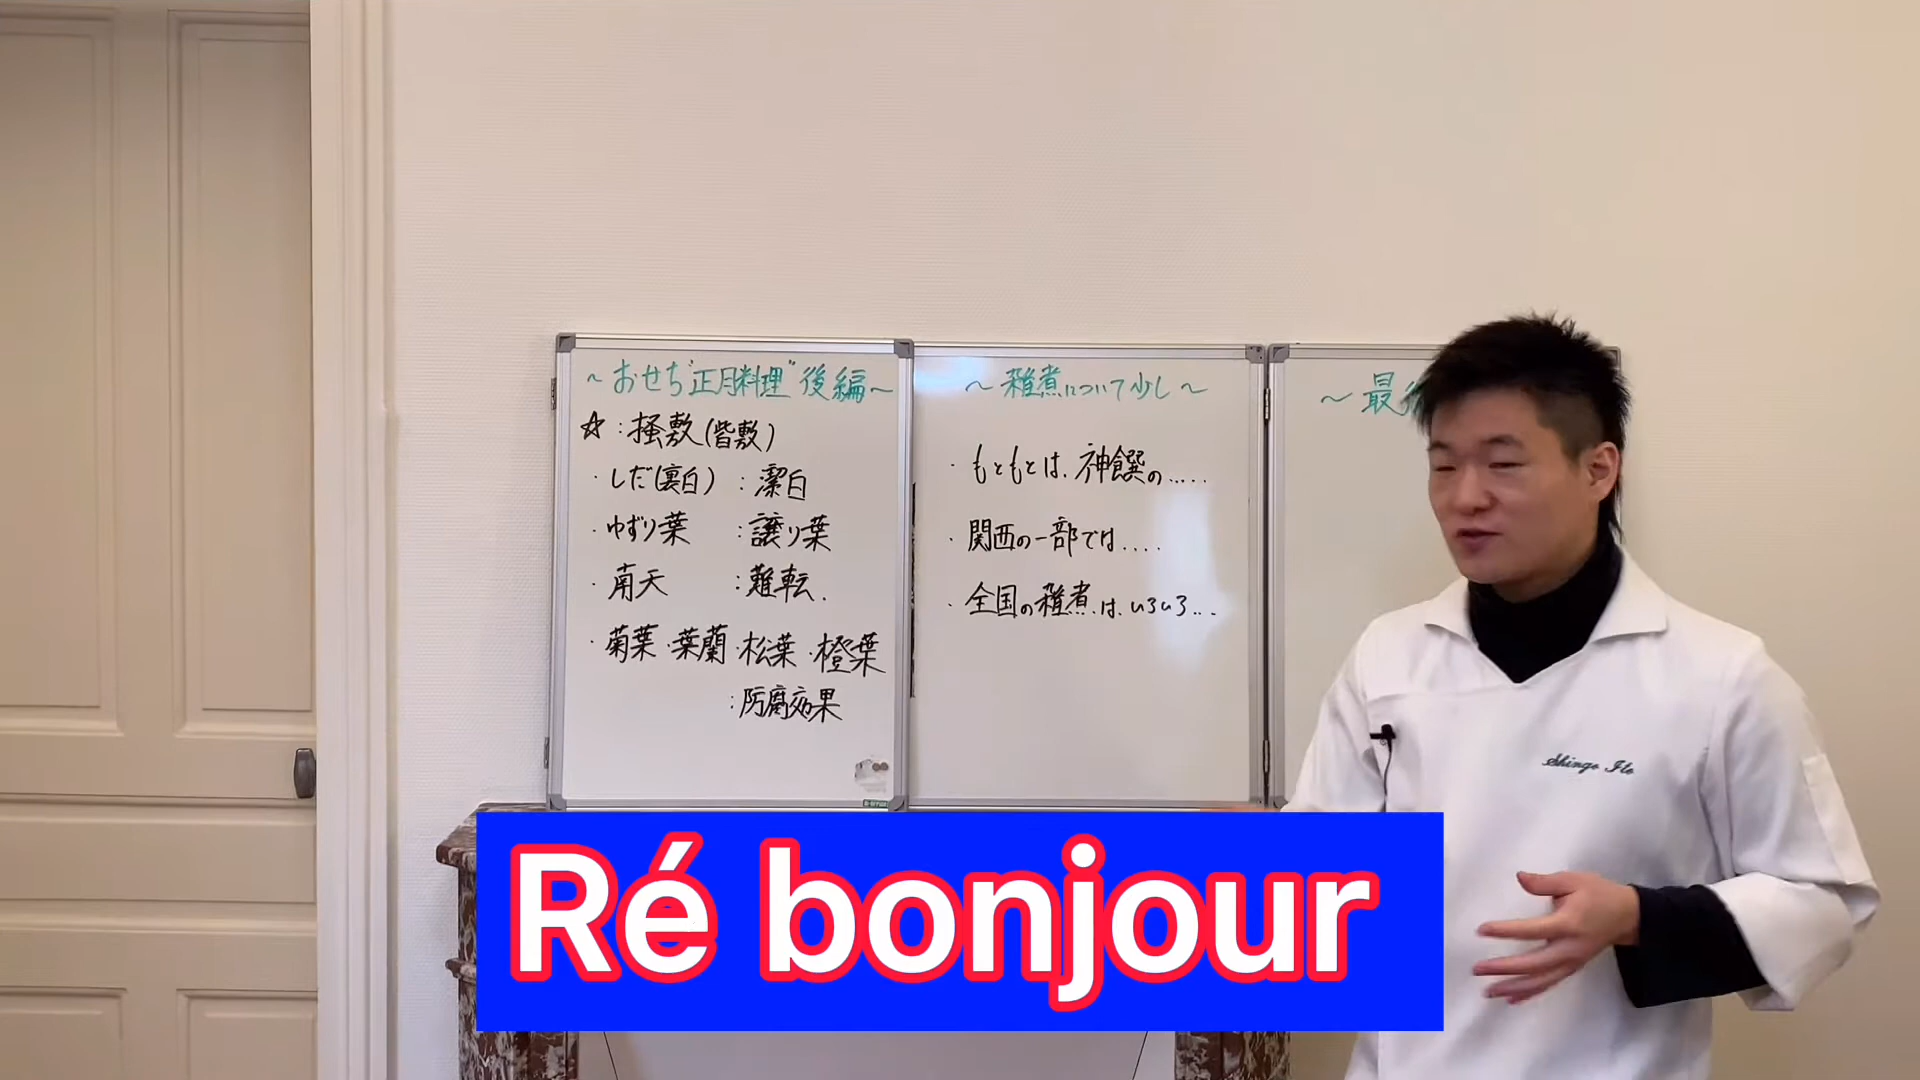 ～おせち"正月料理"後編～
☆:掻敷(皆敷)
・しだ(裏白) :潔白
・ゆずり葉 :譲り葉
・南天 :難転.
・菊葉・葉蘭・松葉・橙葉
:防腐効果
～雑煮について少し～
・もともとは、神饌の.....
・関西の一部では....
・全国の雑煮は、いろいろ...
～最後
Shingo Ito
Ré bonjour